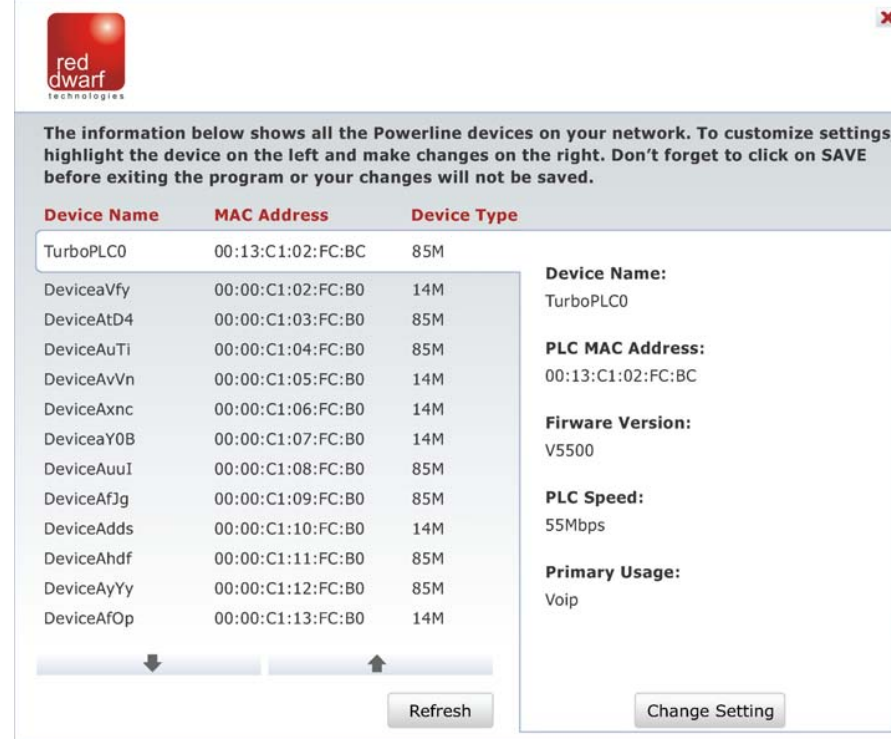 red
dwarf
technologies
The information below shows all the Powerline devices on your network. To customize settings
highlight the device on the left and make changes on the right. Don't forget to click on SAVE
before exiting the program or your changes will not be saved.
Device Name MAC Address Device Type
TurboPLC0 00:13:C1:02:FC:BC 85M
DeviceaVfy 00:00:C1:02:FC:B0 14M
DeviceAtD4 00:00:C1:03:FC:B0 85M
DeviceAuTi 00:00:C1:04:FC:B0 85M
DeviceAvVn 00:00:C1:05:FC:B0 14M
DeviceAxnc 00:00:C1:06:FC:B0 14M
DeviceaY0B 00:00:C1:07:FC:B0 14M
DeviceAuuI 00:00:C1:08:FC:B0 85M
DeviceAfJg 00:00:C1:09:FC:B0 85M
DeviceAdds 00:00:C1:10:FC:B0 14M
DeviceAhdf 00:00:C1:11:FC:B0 85M
DeviceAyYy 00:00:C1:12:FC:B0 85M
DeviceAfOp 00:00:C1:13:FC:B0 14M
Refresh
Device Name:
TurboPLC0
PLC MAC Address:
00:13:C1:02:FC:BC
Firware Version:
V5500
PLC Speed:
55Mbps
Primary Usage:
Voip
Change Setting